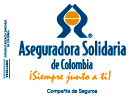 Aseguradora Solidaria
de Colombia
¡Siempre junto a ti!
Compañía de Seguros